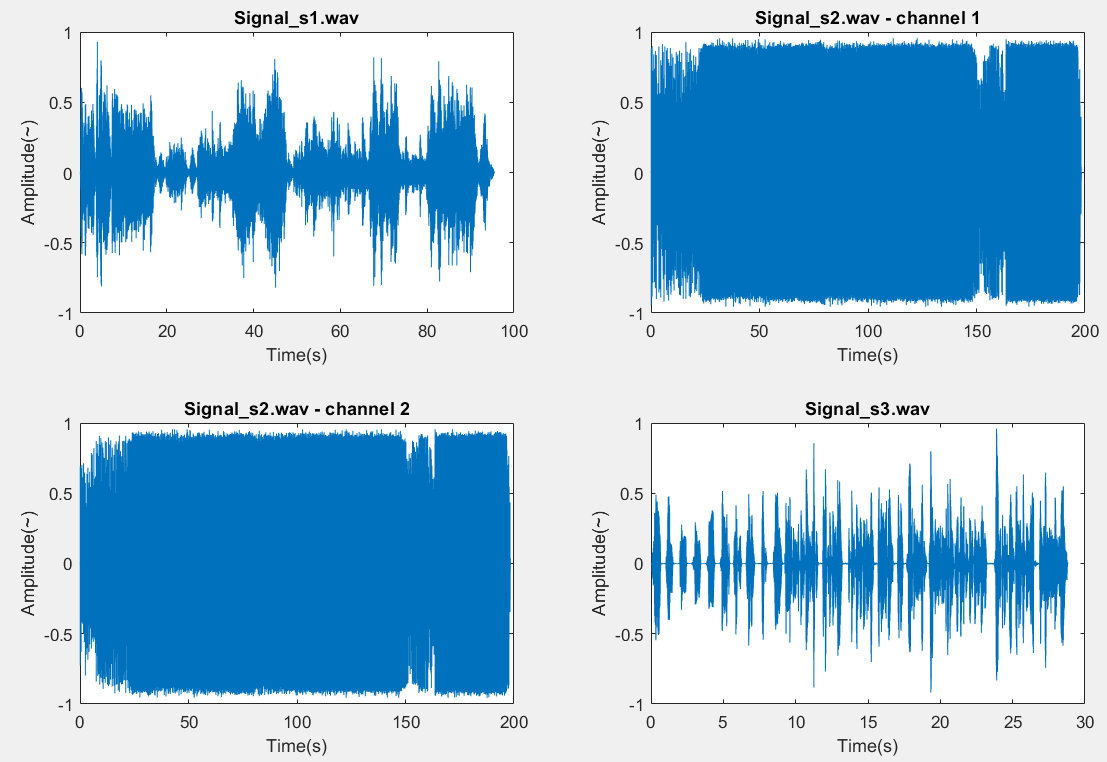 Signal_s1.wav
1
0.5
0
-0.5
-1
Amplitude(~)
0 20 40 60 80 100
Time(s)
Signal_s2.wav - channel 1
1
0.5
0
-0.5
-1
Amplitude(~)
0 50 100 150 200
Time(s)
Signal_s2.wav - channel 2
1
0.5
0
-0.5
-1
Amplitude(~)
0 50 100 150 200
Time(s)
Signal_s3.wav
1
0.5
0
-0.5
-1
Amplitude(~)
0 5 10 15 20 25 30
Time(s)